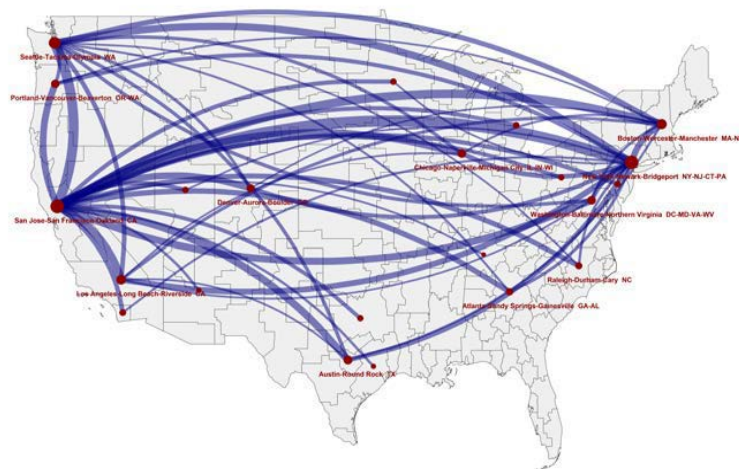 Seattle-Tacoma-Olympia WA
Portland-Vancouver-Beaverton OR-WA
Boston-Worcester-Manchester MA-N
Chicago-Naperville-Michigan City IL-IN-WI
New York-Newark-Bridgeport NY-NJ-CT-PA
Denver-Aurora-Boulder
San Jose-San Francisco-Oakland CA
Washington-Baltimore-Northern Virginia DC-MD-VA-WV
Raleigh-Durham-Cary NC
Los Angeles-Long Beach-Riverside CA
Atlanta-Sandy Springs-Gainesville GA-AL
Austin-Round Rock TX